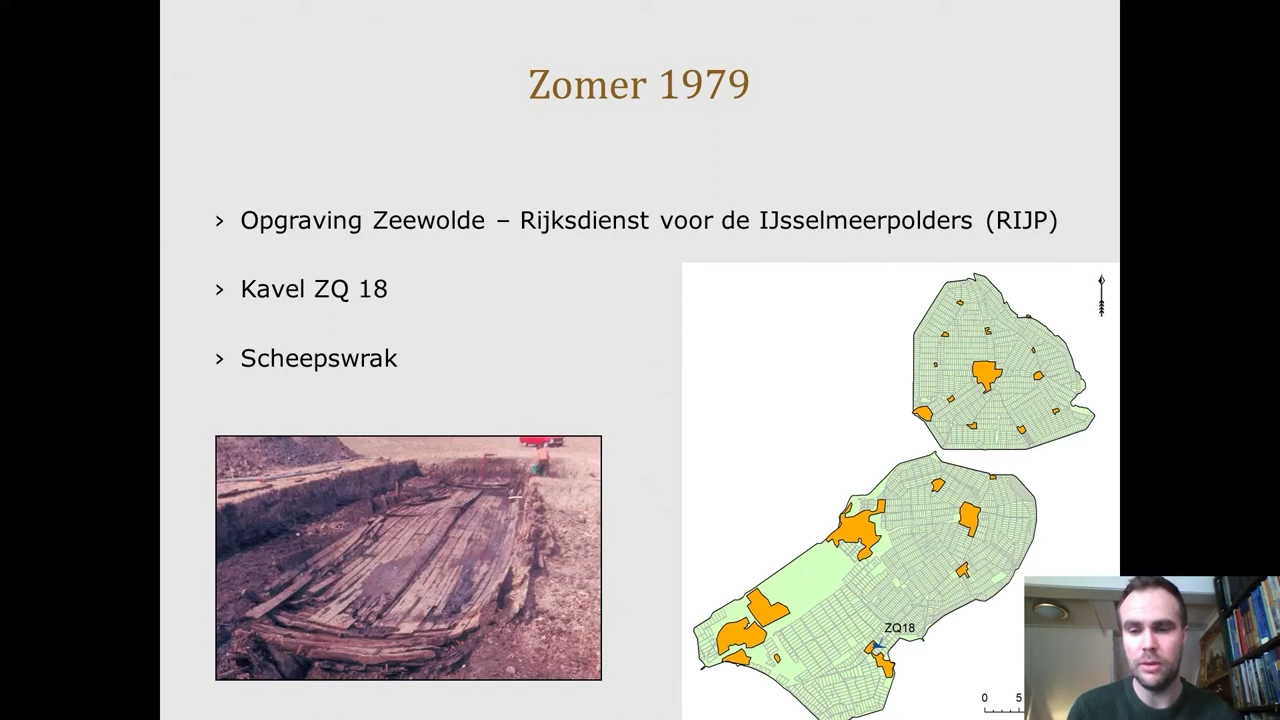 Zomer 1979
› Opgraving Zeewolde – Rijksdienst voor de IJsselmeerpolders (RIJP)
› Kavel ZQ 18
› Scheepswrak
ZQ18
0 5